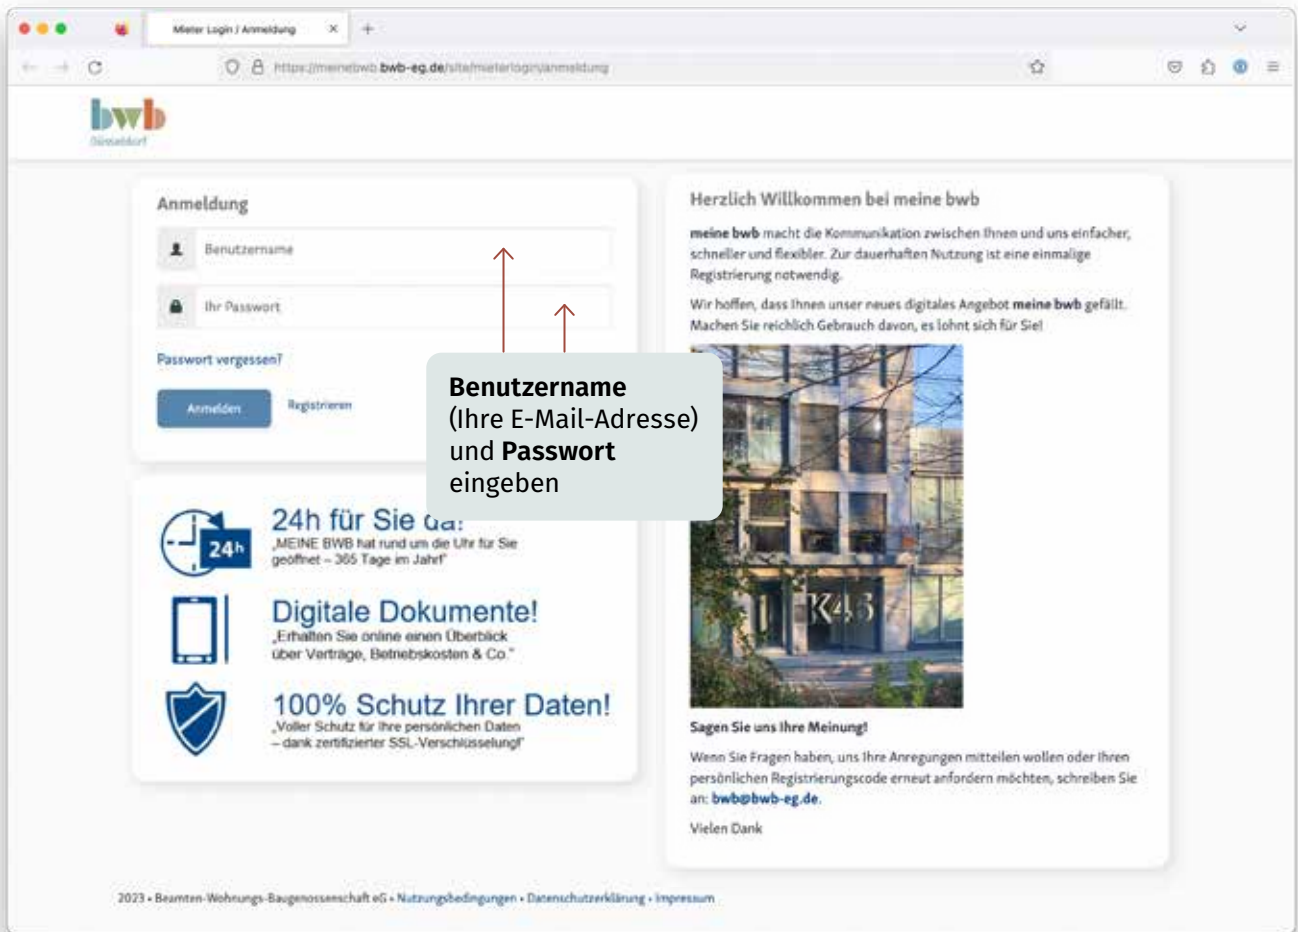 Mieter Login / Anmeldung
https://meinebwb.bwb-eg.de/site/mieterlogin/anmeldung
bwb
Düsseldorf
Anmeldung
Benutzername
Ihr Passwort
Passwort vergessen?
Anmelden
Registrieren
Benutzername
(Ihre E-Mail-Adresse)
und Passwort
eingeben
24h
24h für Sie da!
„MEINE BWB hat rund um die Uhr für Sie
geöffnet – 365 Tage im Jahr!“
Digitale Dokumente!
„Erhalten Sie online einen Überblick
über Verträge, Betriebskosten & Co.“
100% Schutz Ihrer Daten!
„Voller Schutz für Ihre persönlichen Daten
– dank zertifizierter SSL-Verschlüsselung!“
Herzlich Willkommen bei meine bwb
meine bwb macht die Kommunikation zwischen Ihnen und uns einfacher,
schneller und flexibler. Zur dauerhaften Nutzung ist eine einmalige
Registrierung notwendig.
Wir hoffen, dass Ihnen unser neues digitales Angebot meine bwb gefällt.
Machen Sie reichlich Gebrauch davon, es lohnt sich für Sie!
K45
Sagen Sie uns Ihre Meinung!
Wenn Sie Fragen haben, uns Ihre Anregungen mitteilen wollen oder Ihren
persönlichen Registrierungscode erneut anfordern möchten, schreiben Sie
an: bwb@bwb-eg.de.
Vielen Dank
2023 • Beamten-Wohnungs-Baugenossenschaft eG • Nutzungsbedingungen • Datenschutzerklärung • Impressum